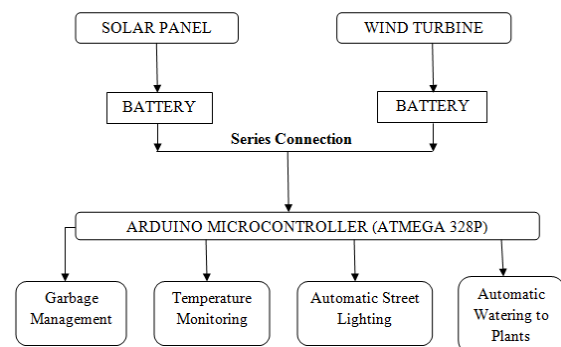 SOLAR PANEL
WIND TURBINE
BATTERY
BATTERY
Series Connection
ARDUINO MICROCONTROLLER (ATMEGA 328P)
Garbage
Management
Temperature
Monitoring
Automatic Street
Lighting
Automatic
Watering to
Plants